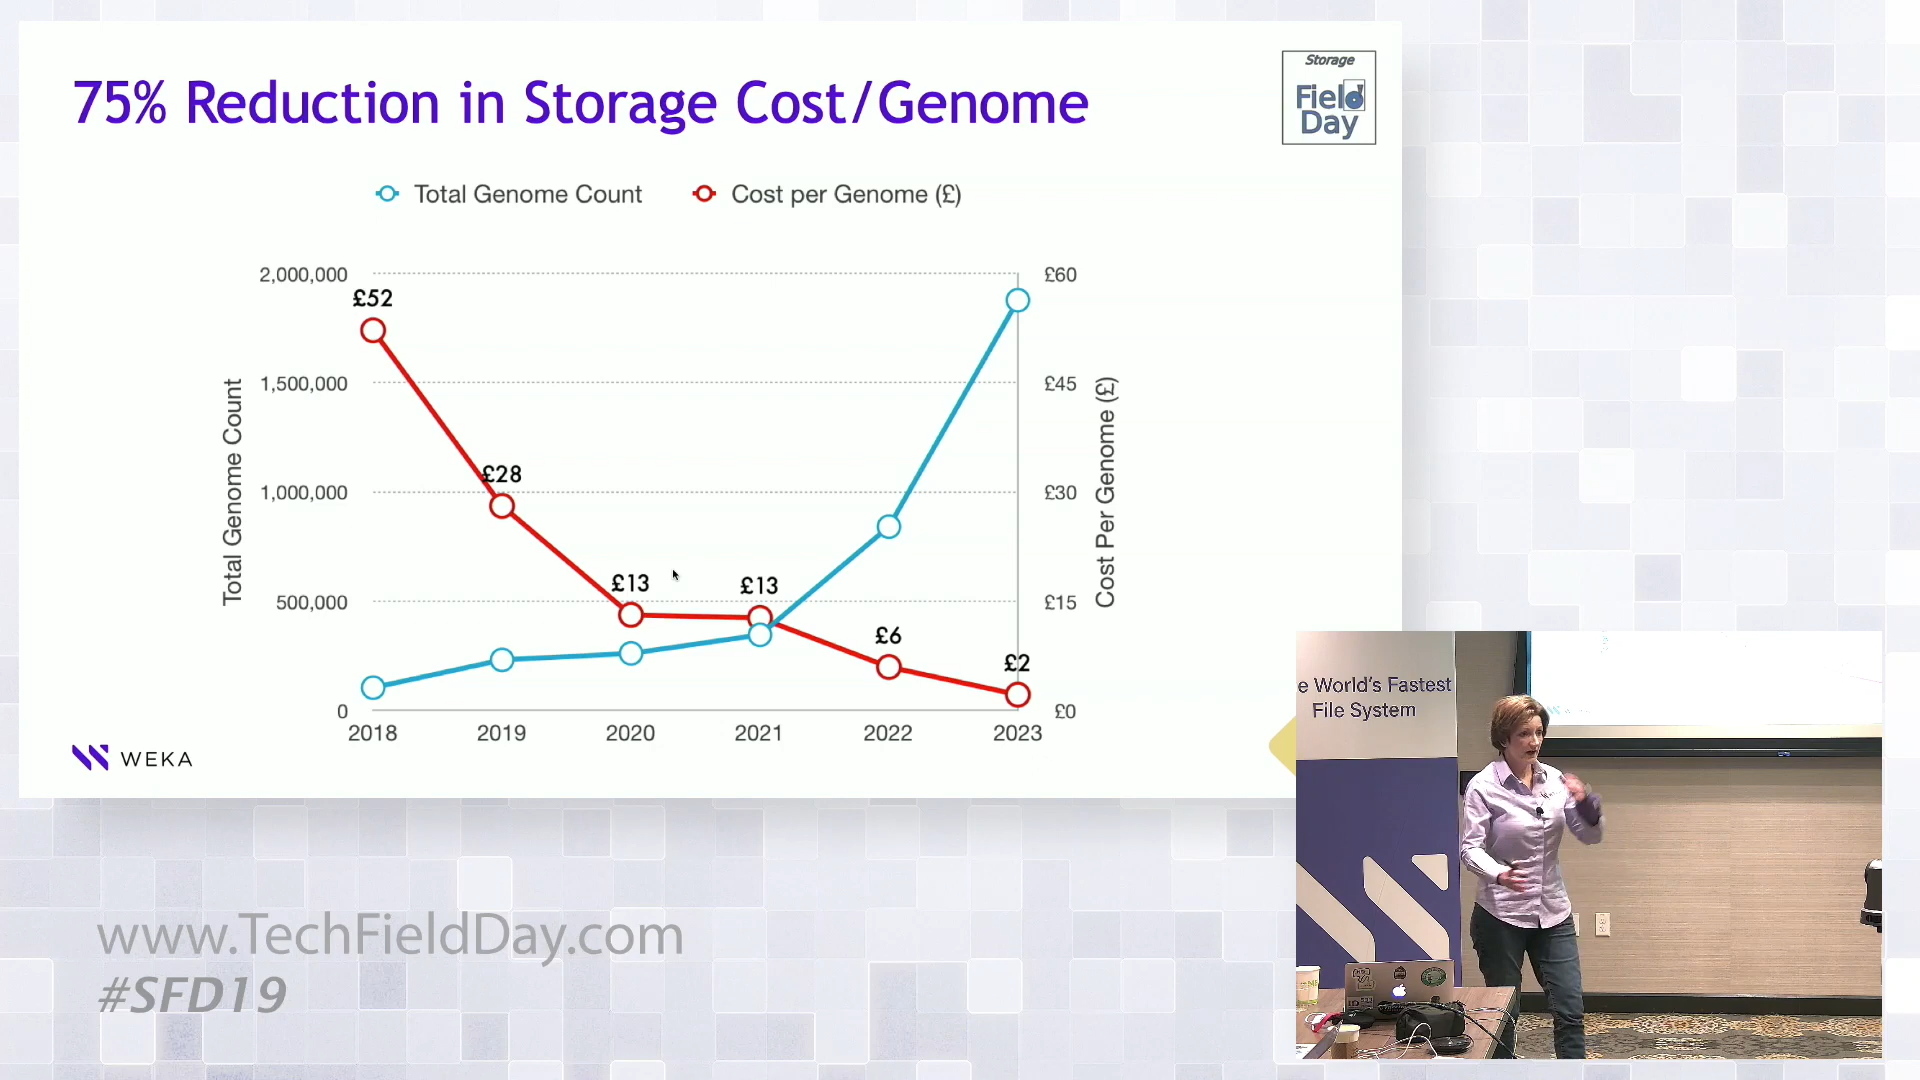 75% Reduction in Storage Cost/Genome
Storage
Field
Day
Total Genome Count
Cost per Genome (£)
2,000,000
1,500,000
1,000,000
500,000
0
Total Genome Count
£52
£28
£13
£13
£6
£2
£60
£45
£30
£15
£0
Cost Per Genome (£)
2018 2019 2020 2021 2022 2023
WEKA
e World's Fastest
File System
www.TechFieldDay.com
#SFD19